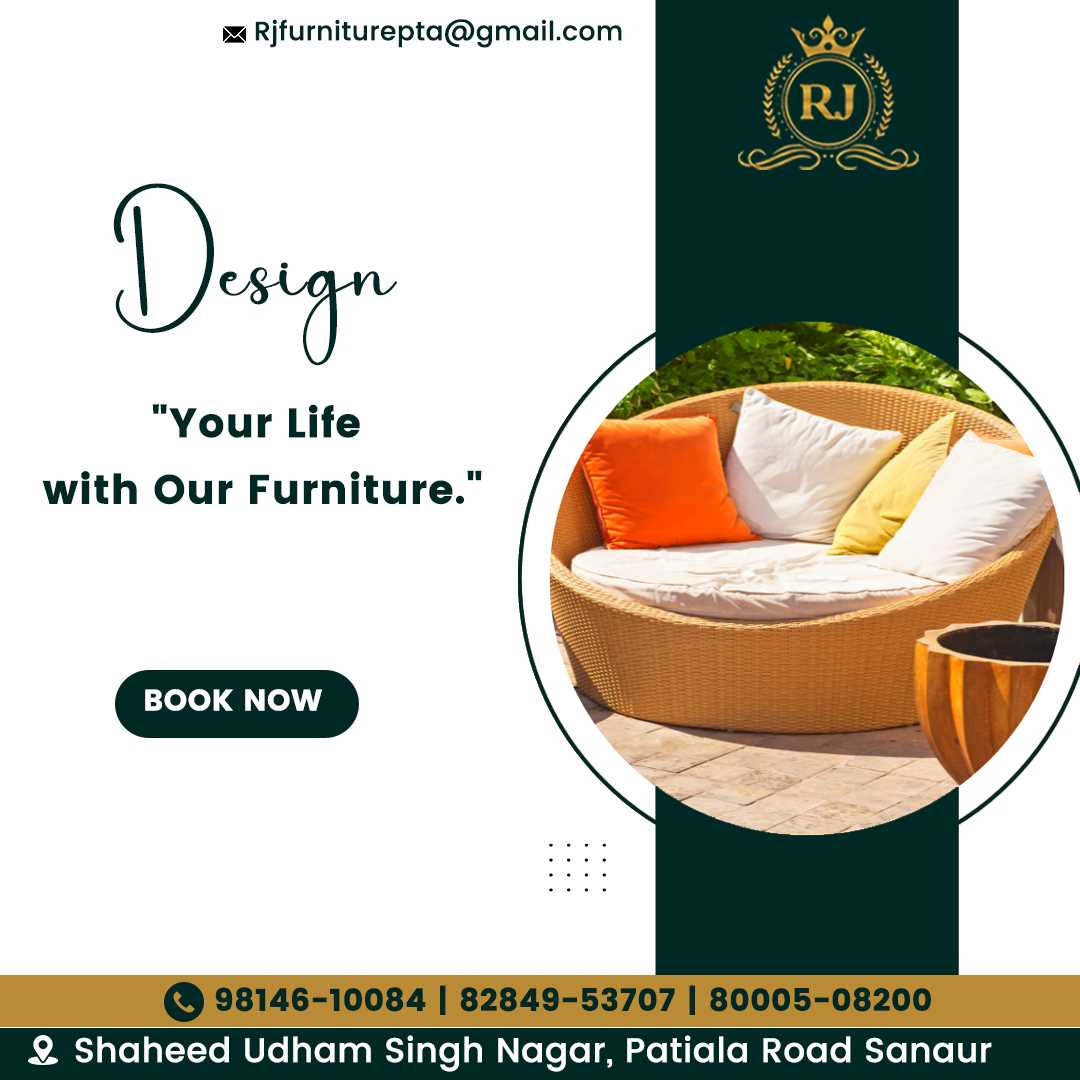 Rjfurniturepta@gmail.com
RJ
Design
"Your Life
with Our Furniture."
BOOK NOW
98146-10084 | 82849-53707 | 80005-08200
Shaheed Udham Singh Nagar, Patiala Road Sanaur